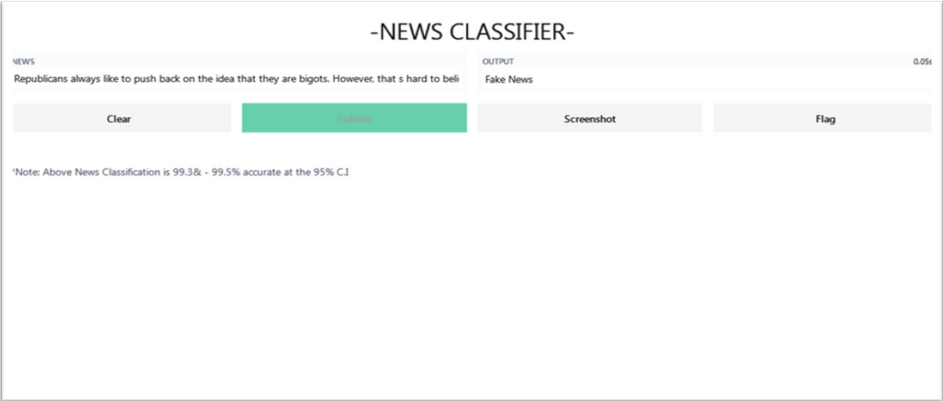 -NEWS CLASSIFIER-
NEWS
OUTPUT
0.05s
Republicans always like to push back on the idea that they are bigots. However, that s hard to beli
Fake News
Clear
Submit
Screenshot
Flag
*Note: Above News Classification is 99.3& - 99.5% accurate at the 95% C.I